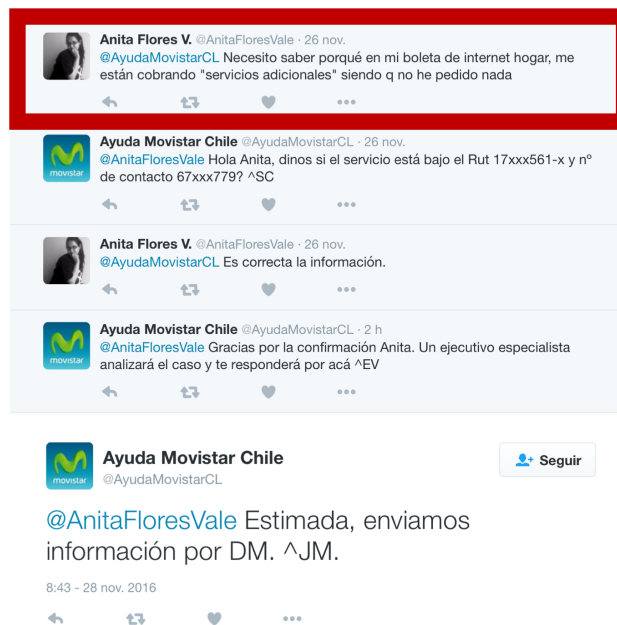 Anita Flores V. @AnitaFloresVale · 26 nov.
@AyudaMovistarCL Necesito saber porqué en mi boleta de internet hogar, me
están cobrando "servicios adicionales" siendo q no he pedido nada
movistar
Ayuda Movistar Chile @AyudaMovistarCL · 26 nov.
@AnitaFloresVale Hola Anita, dinos si el servicio está bajo el Rut 17xxx561-x y nº
de contacto 67xxx779? ^SC
Anita Flores V. @AnitaFloresVale · 26 nov.
@AyudaMovistarCL Es correcta la información.
movistar
Ayuda Movistar Chile @AyudaMovistarCL · 2 h
@AnitaFloresVale Gracias por la confirmación Anita. Un ejecutivo especialista
analizará el caso y te responderá por acá ^EV
movistar
Ayuda Movistar Chile
@AyudaMovistarCL
Seguir
@AnitaFloresVale Estimada, enviamos
información por DM. ^JM.
8:43 - 28 nov. 2016